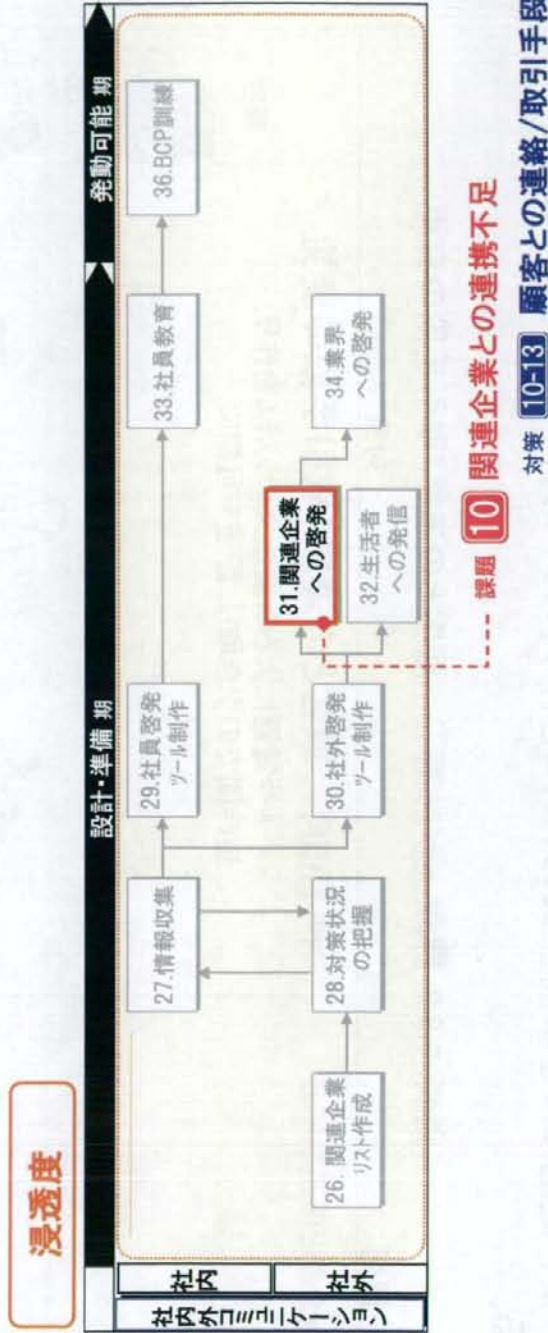 浸透度
設計・準備 期
発動可能 期
社内外コミュニケーション
社内
社外
26. 関連企業
リスト作成
27.情報収集
28.対策状況
の把握
29.社員啓発
ツール制作
30.社外啓発
ツール制作
31.関連企業
への啓発
32.生活者
への発信
33.社員教育
34.業界
への啓発
36.BCP訓練
課題 10 関連企業との連携不足
対策 10-13 顧客との連絡/取引手段